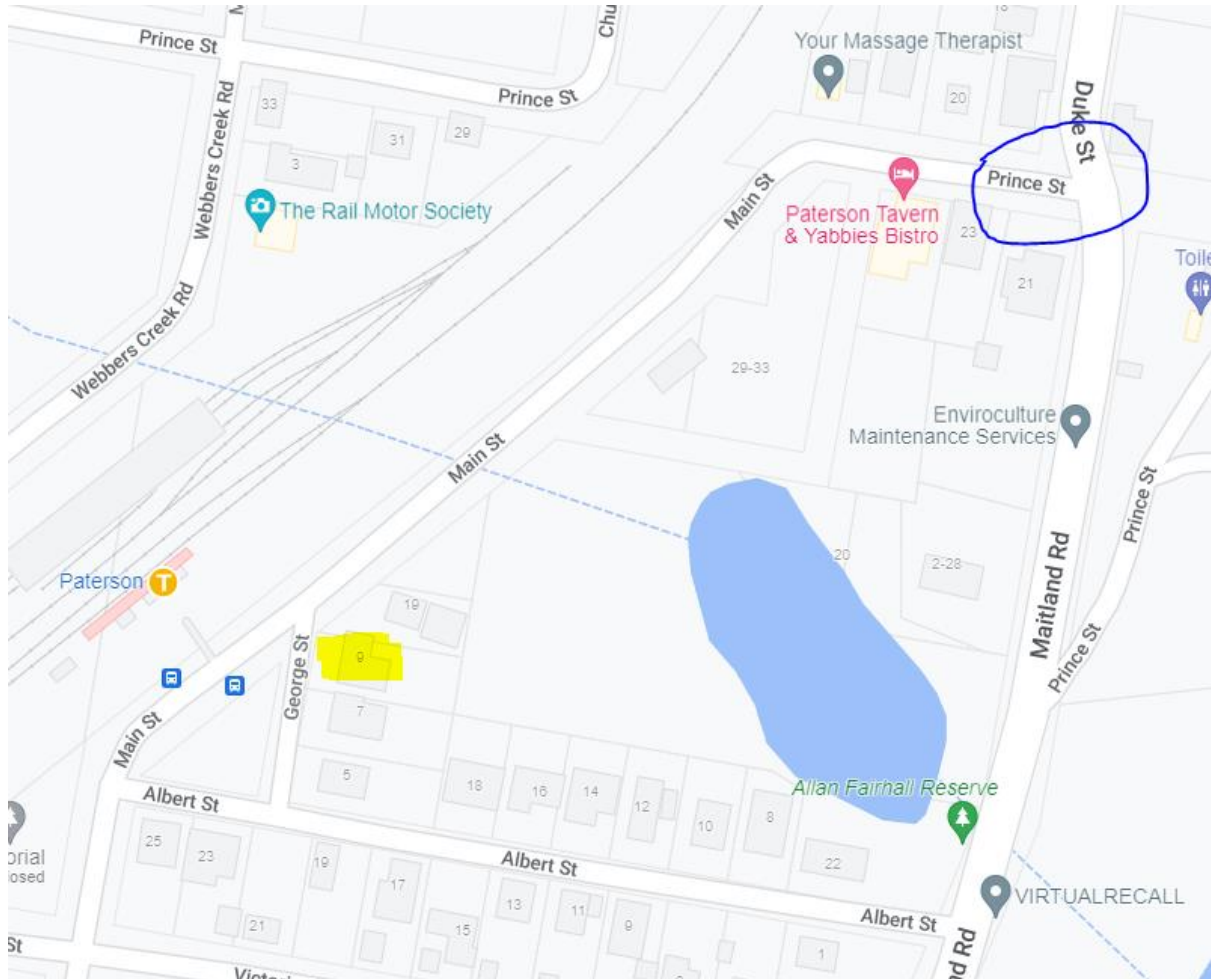 Prince St
Chu
Your Massage Therapist
18
20
Duke St
Prince St
33
Webbers Creek Rd
31
29
3
Prince St
Main St
The Rail Motor Society
Paterson Tavern
& Yabbies Bistro
23
21
Toile
Webbers Creek Rd
29-33
Enviroculture
Maintenance Services
Main St
Prince St
Paterson
T
20
2-28
Maitland Rd
19
George St
9
7
Prince St
Main St
5
18
16
14
12
10
8
Allan Fairhall Reserve
Albert St
22
orial
losed
25
23
19
17
Albert St
VIRTUALRECALL
21
15
13
11
9
1
Albert St
nd Rd
St
Victori